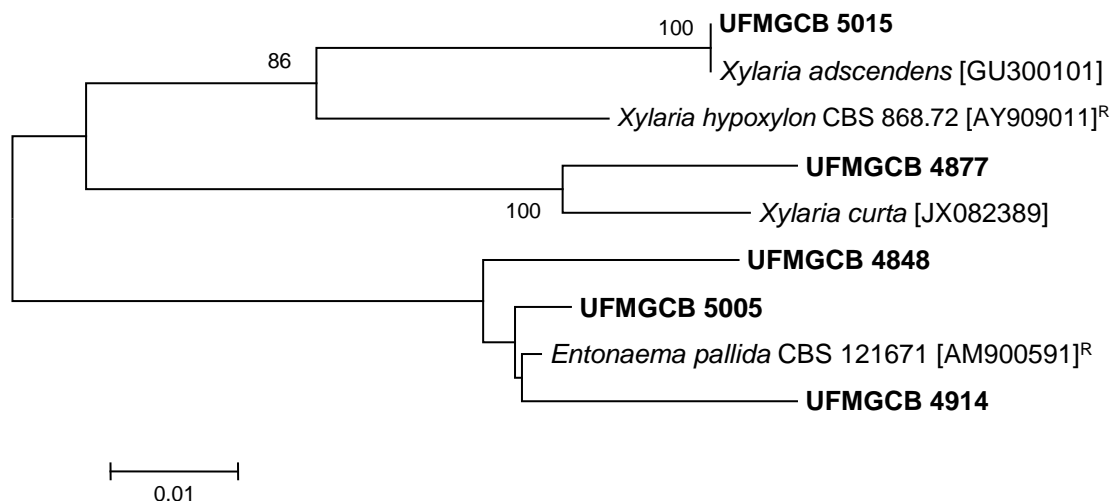 100
UFMGCB 5015
86
Xylaria adscendens [GU300101]
Xylaria hypoxylon CBS 868.72 [AY909011]R
UFMGCB 4877
100
Xylaria curta [JX082389]
UFMGCB 4848
UFMGCB 5005
Entonaema pallida CBS 121671 [AM900591]R
UFMGCB 4914
0.01